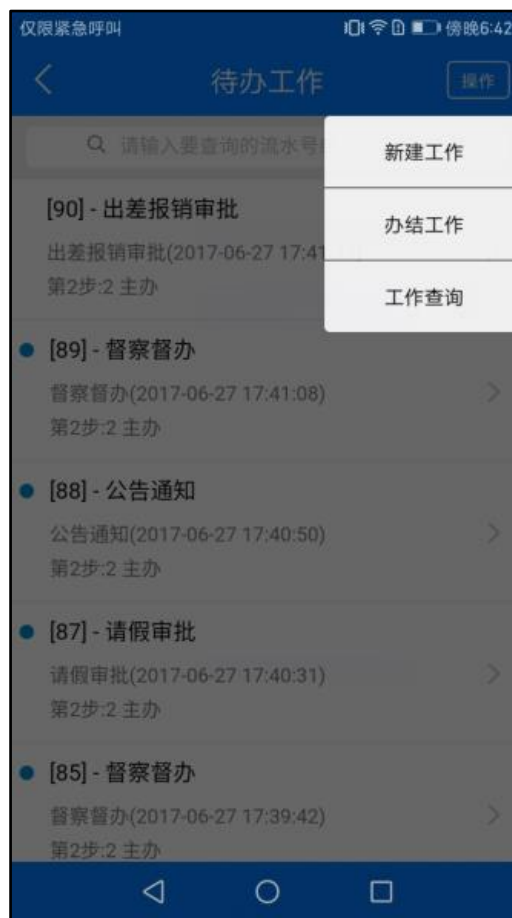 仅限紧急呼叫 傍晚6:42
待办工作 操作
请输入要查询的流水号
新建工作
办结工作
工作查询
[90] - 出差报销审批
出差报销审批(2017-06-27 17:41
第2步:2 主办
[89] - 督察督办
督察督办(2017-06-27 17:41:08)
第2步:2 主办
[88] - 公告通知
公告通知(2017-06-27 17:40:50)
第2步:2 主办
[87] - 请假审批
请假审批(2017-06-27 17:40:31)
第2步:2 主办
[85] - 督察督办
督察督办(2017-06-27 17:39:42)
第2步:2 主办